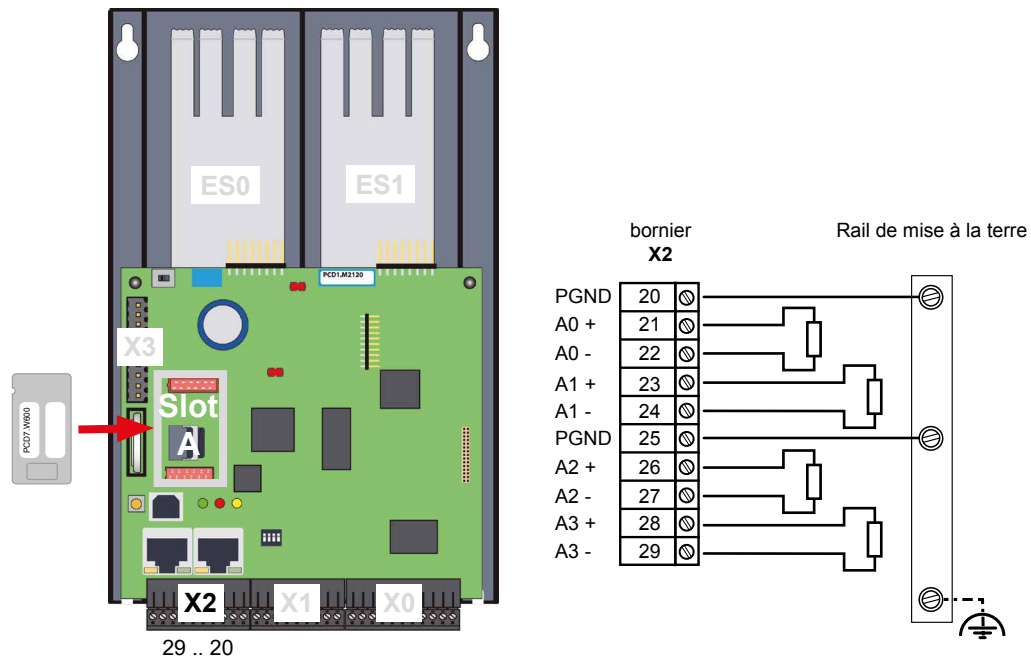 ES0
ES1
PCD1.M2120
X3
Slot
A
PCD7.W600
X2
X1
X0
29 .. 20
bornier
X2
Rail de mise à la terre
PGND 20
A0 + 21
A0 - 22
A1 + 23
A1 - 24
PGND 25
A2 + 26
A2 - 27
A3 + 28
A3 - 29